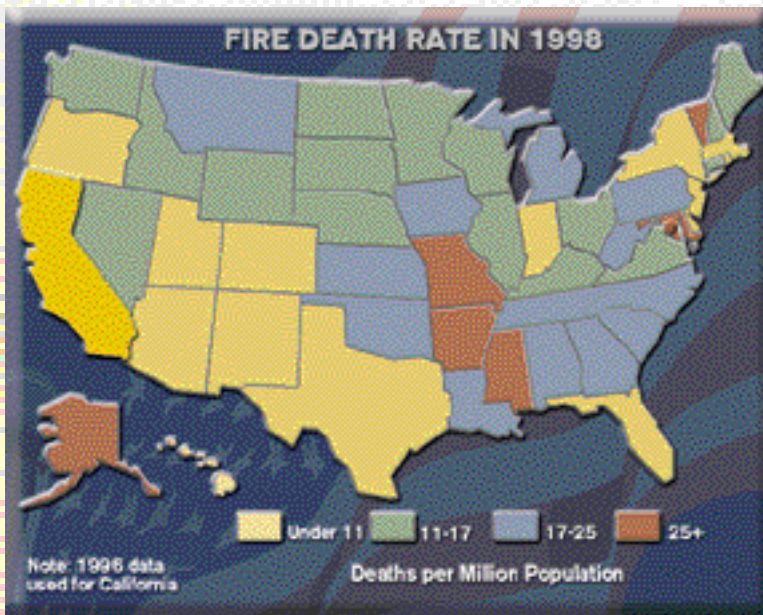 FIRE DEATH RATE IN 1998
Under 11
11-17
17-25
25+
Note: 1996 data
used for California
Deaths per Million Population